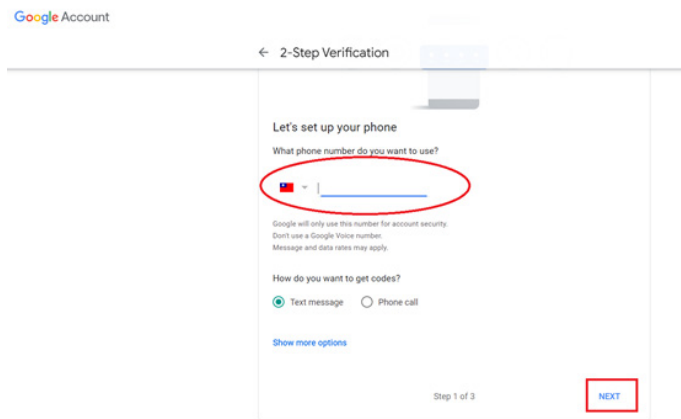 Google Account
2-Step Verification
Let's set up your phone
What phone number do you want to use?
Google will only use this number for account security.
Don't use a Google Voice number.
Message and data rates may apply.
How do you want to get codes?
Text message Phone call
Show more options
Step 1 of 3 NEXT